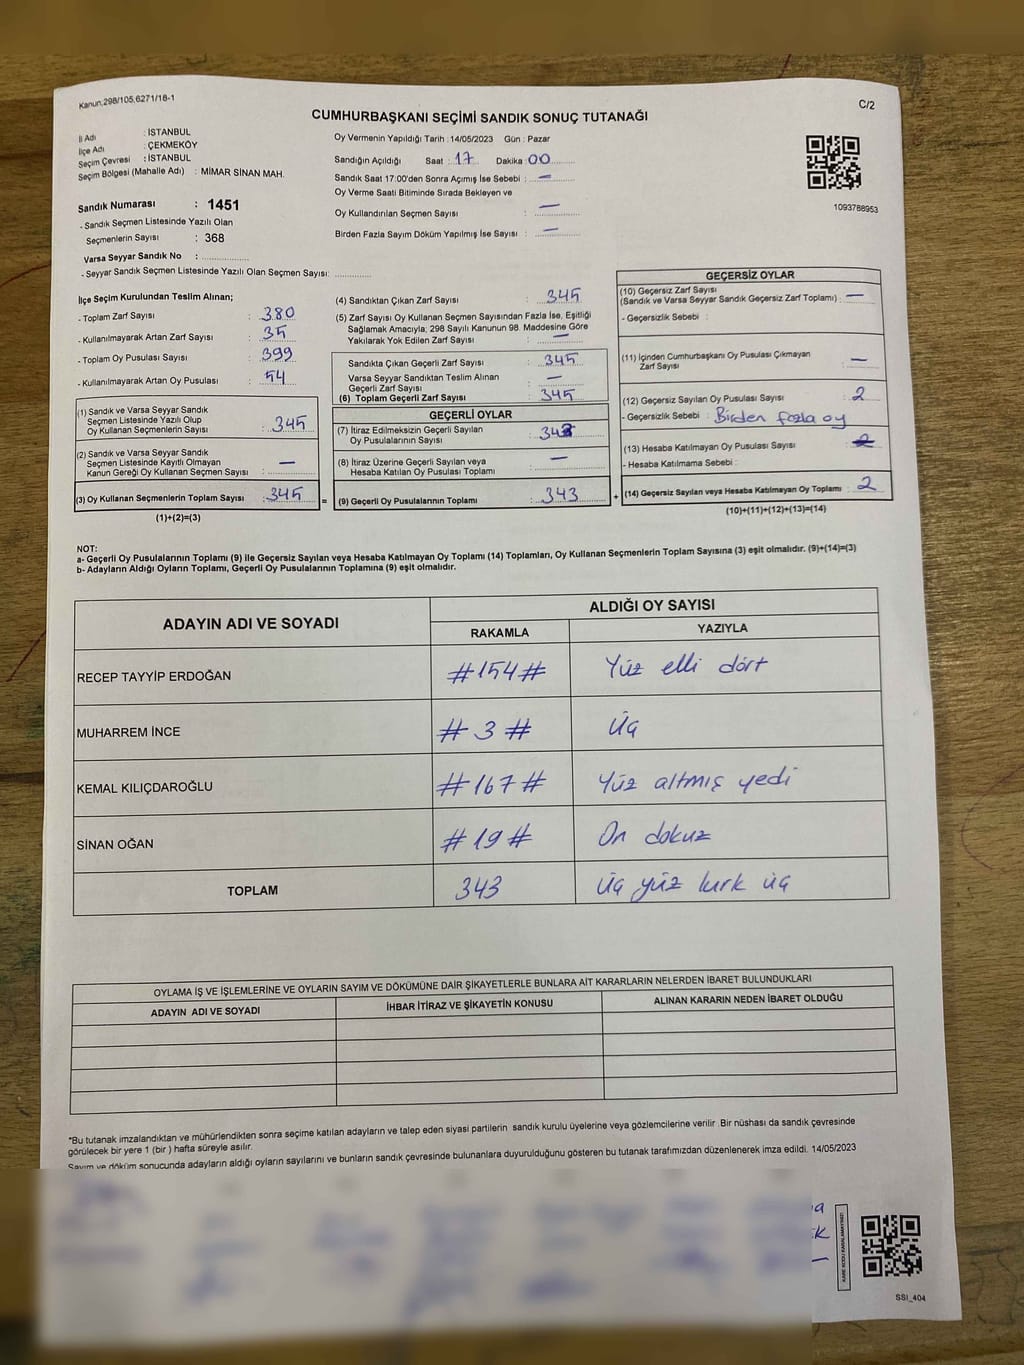 Kanun,298/105,6271/18-1
C/2
CUMHURBAŞKANI SEÇİMİ SANDIK SONUÇ TUTANAĞI
İl Adı : İSTANBUL
İlçe Adı : ÇEKMEKÖY
Seçim Çevresi : İSTANBUL
Seçim Bölgesi (Mahalle Adı) : MİMAR SİNAN MAH.
Oy Vermenin Yapıldığı Tarih : 14/05/2023 Gün : Pazar
Sandığın Açıldığı Saat : 17 Dakika 00
Sandık Saat 17:00'den Sonra Açımış İse Sebebi : —
Oy Verme Saati Bitiminde Sırada Bekleyen ve
Oy Kullandırılan Seçmen Sayısı : —
Birden Fazla Sayım Döküm Yapılmış İse Sayısı : —
1093788953
Sandık Numarası : 1451
- Sandık Seçmen Listesinde Yazılı Olan
Seçmenlerin Sayısı : 368
Varsa Seyyar Sandık No :
- Seyyar Sandık Seçmen Listesinde Yazılı Olan Seçmen Sayısı:
İlçe Seçim Kurulundan Teslim Alınan;
- Toplam Zarf Sayısı : 380
- Kullanılmayarak Artan Zarf Sayısı : 35
- Toplam Oy Pusulası Sayısı : 399
- Kullanılmayarak Artan Oy Pusulası : 54
(1) Sandık ve Varsa Seyyar Sandık
Seçmen Listesinde Yazılı Olup
Oy Kullanan Seçmenlerin Sayısı : 345
(2) Sandık ve Varsa Seyyar Sandık
Seçmen Listesinde Kayıtlı Olmayan
Kanun Gereği Oy Kullanan Seçmen Sayısı : —
(3) Oy Kullanan Seçmenlerin Toplam Sayısı : 345 =
(1)+(2)=(3)
(4) Sandıktan Çıkan Zarf Sayısı : 345
(5) Zarf Sayısı Oy Kullanan Seçmen Sayısından Fazla İse, Eşitliği
Sağlamak Amacıyla, 298 Sayılı Kanunun 98. Maddesine Göre
Yakılarak Yok Edilen Zarf Sayısı : —
Sandıkta Çıkan Geçerli Zarf Sayısı : 345
Varsa Seyyar Sandıktan Teslim Alınan
Geçerli Zarf Sayısı : —
(6) Toplam Geçerli Zarf Sayısı : 345
GEÇERLİ OYLAR
(7) İtiraz Edilmeksizin Geçerli Sayılan
Oy Pusulalarının Sayısı : 343
(8) İtiraz Üzerine Geçerli Sayılan veya
Hesaba Katılan Oy Pusulası Toplamı : —
(9) Geçerli Oy Pusulalarının Toplamı : 343 +
GEÇERSİZ OYLAR
(10) Geçersiz Zarf Sayısı
(Sandık ve Varsa Seyyar Sandık Geçersiz Zarf Toplamı) : —
- Geçersizlik Sebebi :
(11) İçinden Cumhurbaşkanı Oy Pusulası Çıkmayan
Zarf Sayısı : —
(12) Geçersiz Sayılan Oy Pusulası Sayısı : 2
- Geçersizlik Sebebi : Birden fazla oy
(13) Hesaba Katılmayan Oy Pusulası Sayısı :
- Hesaba Katılmama Sebebi :
(14) Geçersiz Sayılan veya Hesaba Katılmayan Oy Toplamı : 2
(10)+(11)+(12)+(13)=(14)
NOT:
a- Geçerli Oy Pusulalarının Toplamı (9) ile Geçersiz Sayılan veya Hesaba Katılmayan Oy Toplamı (14) Toplamları, Oy Kullanan Seçmenlerin Toplam Sayısına (3) eşit olmalıdır. (9)+(14)=(3)
b- Adayların Aldığı Oyların Toplamı, Geçerli Oy Pusulalarının Toplamına (9) eşit olmalıdır.
ADAYIN ADI VE SOYADI
ALDIĞI OY SAYISI
RAKAMLA YAZIYLA
RECEP TAYYİP ERDOĞAN #154# Yüz elli dört
MUHARREM İNCE # 3 # Üç
KEMAL KILIÇDAROĞLU #167# Yüz altmış yedi
SİNAN OĞAN # 19 # On dokuz
TOPLAM 343 üç yüz kırk üç
OYLAMA İŞ VE İŞLEMLERİNE VE OYLARIN SAYIM VE DÖKÜMÜNE DAİR ŞİKAYETLERLE BUNLARA AİT KARARLARIN NELERDEN İBARET BULUNDUKLARI
ADAYIN ADI VE SOYADI İHBAR İTİRAZ VE ŞİKAYETİN KONUSU ALINAN KARARIN NEDEN İBARET OLDUĞU
*Bu tutanak imzalandıktan ve mühürlendikten sonra seçime katılan adayların ve talep eden siyasi partilerin sandık kurulu üyelerine veya gözlemcilerine verilir .Bir nüshası da sandık çevresinde
görülecek bir yere 1 (bir ) hafta süreyle asılır.
Sayım ve döküm sonucunda adayların aldığı oyların sayılarını ve bunların sandık çevresinde bulunanlara duyurulduğunu gösteren bu tutanak tarafımızdan düzenlenerek imza edildi. 14/05/2023
KARE KODU KARALAMAYINIZ!
SSI_404